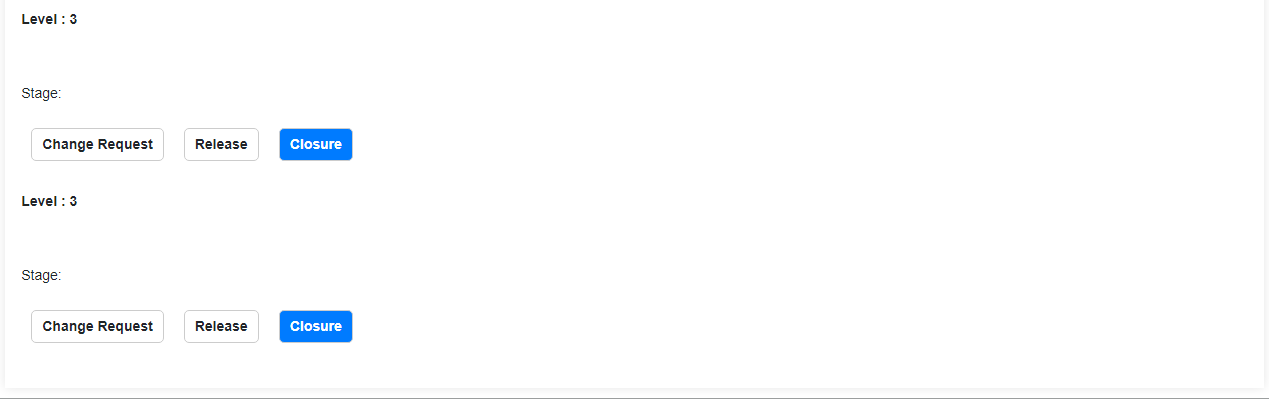 Level : 3
Stage:
Change Request Release Closure
Level : 3
Stage:
Change Request Release Closure